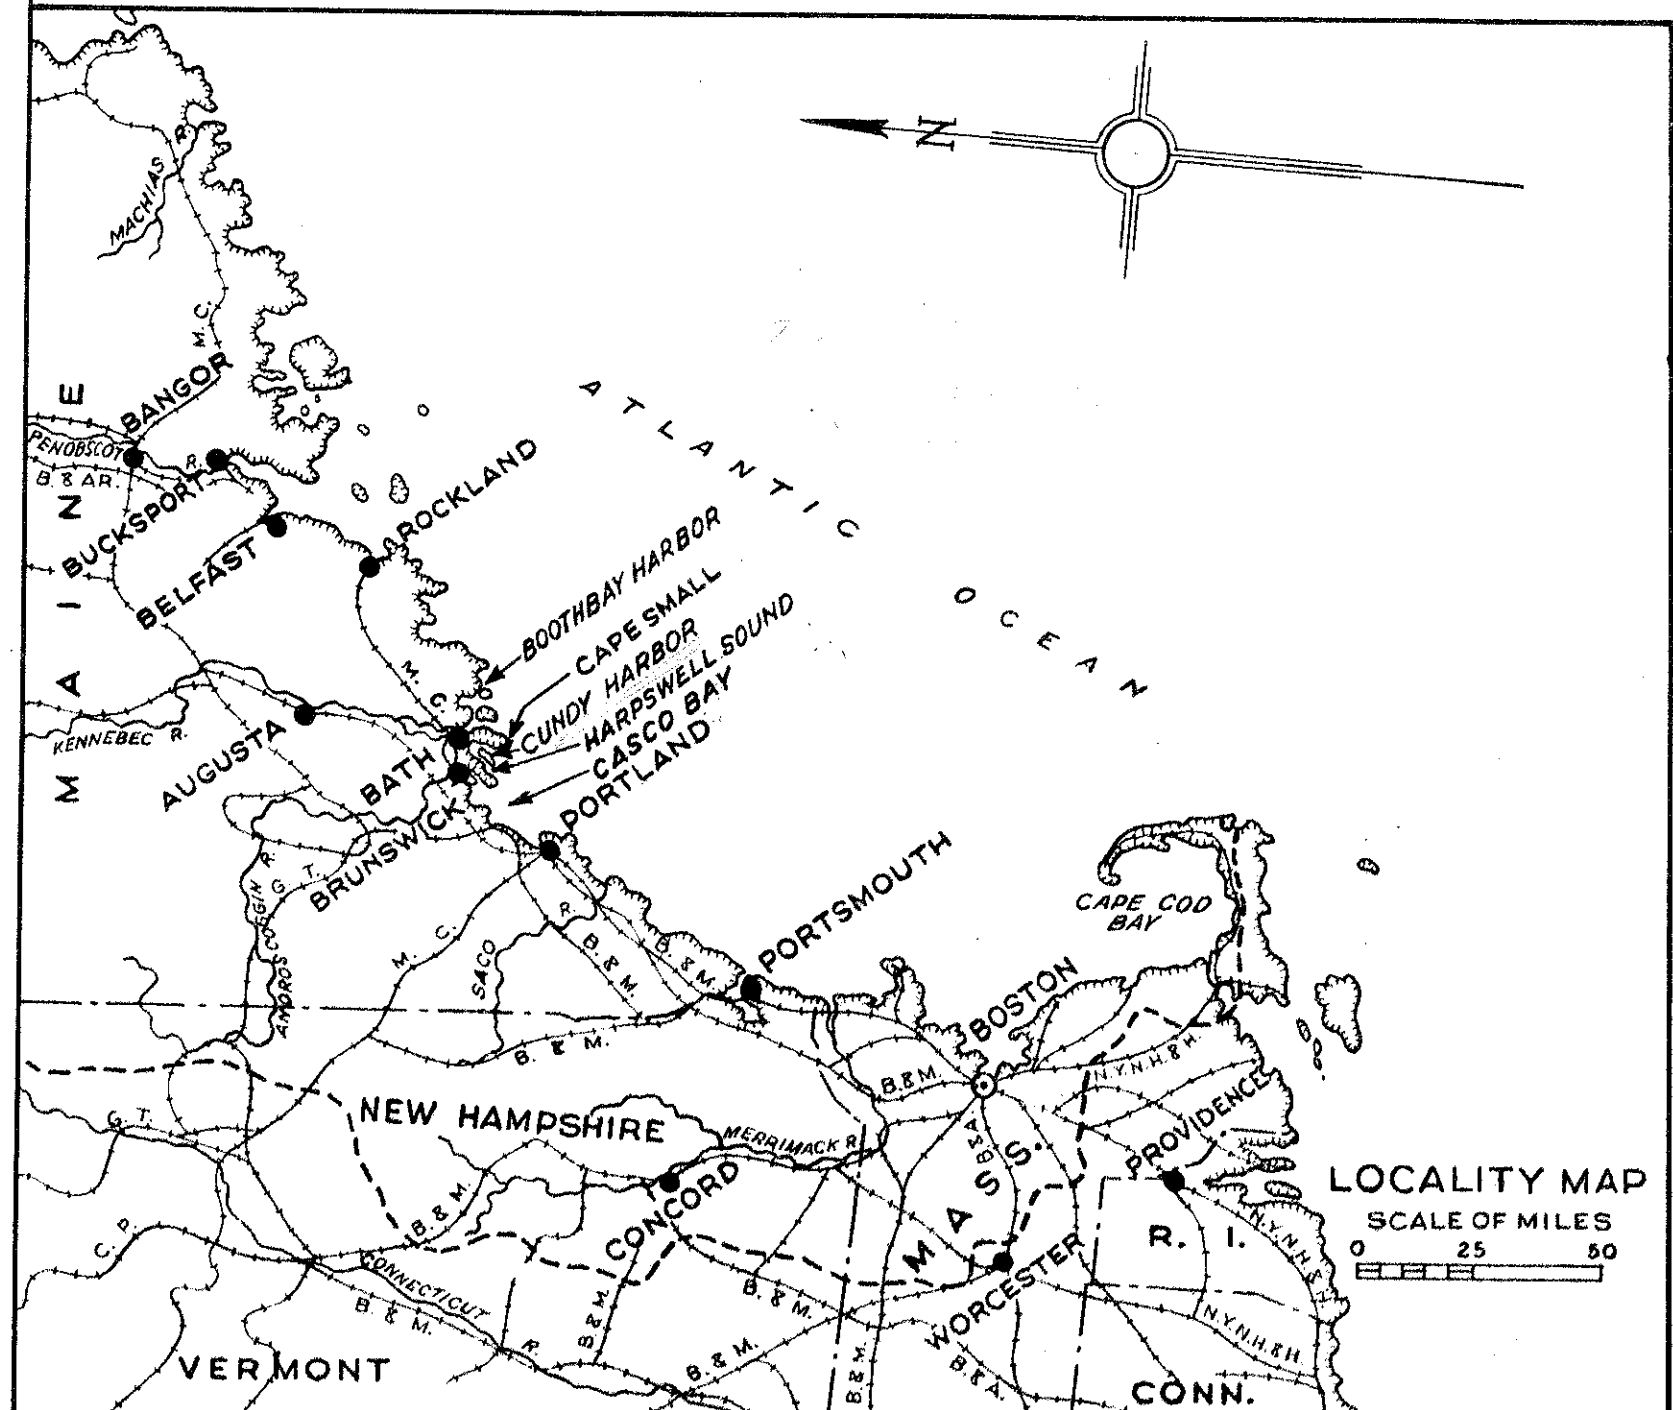 N
MACHIAS R.
M. C.
MAINE
BANGOR
PENOBSCOT R.
B. & AR.
BUCKSPORT
BELFAST
ROCKLAND
ATLANTIC OCEAN
BOOTHBAY HARBOR
CAPE SMALL
CUNDY HARBOR
HARPSWELL SOUND
CASCO BAY
PORTLAND
M. C.
KENNEBEC R.
AUGUSTA
BATH
BRUNSWICK
ANDROSCOGGIN R.
G. T.
M. C.
SACO R.
B. & M.
B. & M.
PORTSMOUTH
CAPE COD
BAY
BOSTON
B. & M.
B. & M.
N.Y. N.H. & H.
G. T.
NEW HAMPSHIRE
MERRIMACK R.
B. & A.
MASS.
PROVIDENCE
LOCALITY MAP
SCALE OF MILES
0 25 50
C. P.
B. & M.
CONCORD
R. I.
N.Y. N.H. & H.
CONNECTICUT R.
B. & M.
B. & M.
B. & M.
WORCESTER
N.Y. N.H. & H.
VERMONT
B. & M.
B. & M.
B. & A.
CONN.